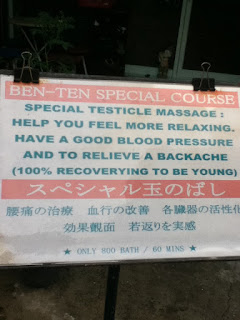 BEN-TEN SPECIAL COURSE
SPECIAL TESTICLE MASSAGE :
HELP YOU FEEL MORE RELAXING.
HAVE A GOOD BLOOD PRESSURE
AND TO RELIEVE A BACKACHE
(100% RECOVERYING TO BE YOUNG)
スペシャル玉のばし
腰痛の治療 血行の改善 各臓器の活性化
効果観面 若返りを実感
★ ONLY 800 BATH / 60 MINS ★